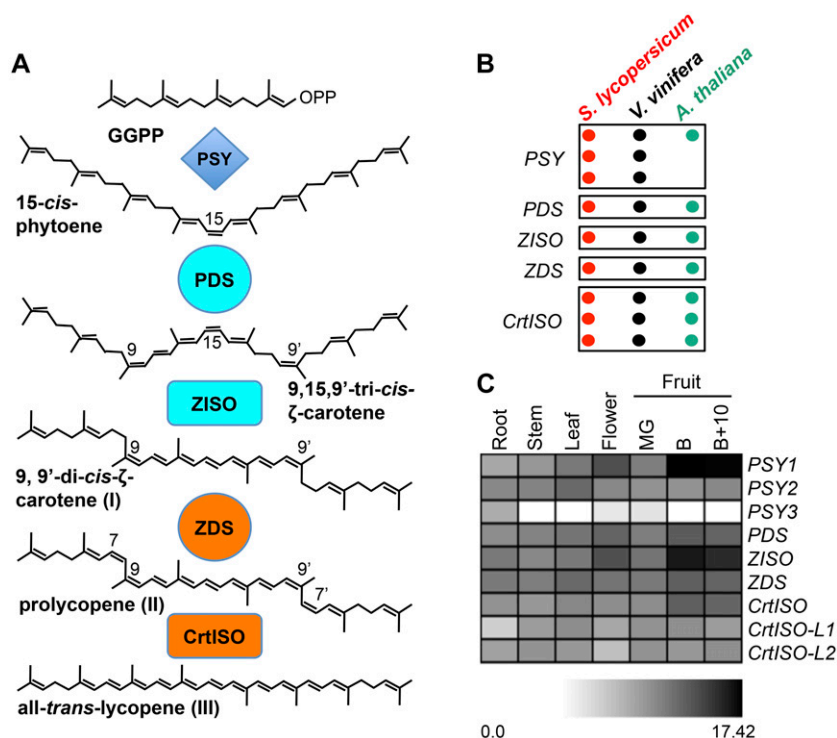 A
OPP
GGPP
PSY
15-cis-
phytoene
15
PDS
9
15
9'
9,15,9'-tri-cis-
ζ-carotene
ZISO
9
9'
9, 9'-di-cis-ζ-
carotene (I)
ZDS
7
9
9'
7'
prolycopene (II)
CrtISO
all-trans-lycopene (III)
B
S. lycopersicum
V. vinifera
A. thaliana
PSY
PDS
ZISO
ZDS
CrtISO
C
Fruit
Root Stem Leaf Flower MG B B+10
PSY1
PSY2
PSY3
PDS
ZISO
ZDS
CrtISO
CrtISO-L1
CrtISO-L2
0.0 17.42